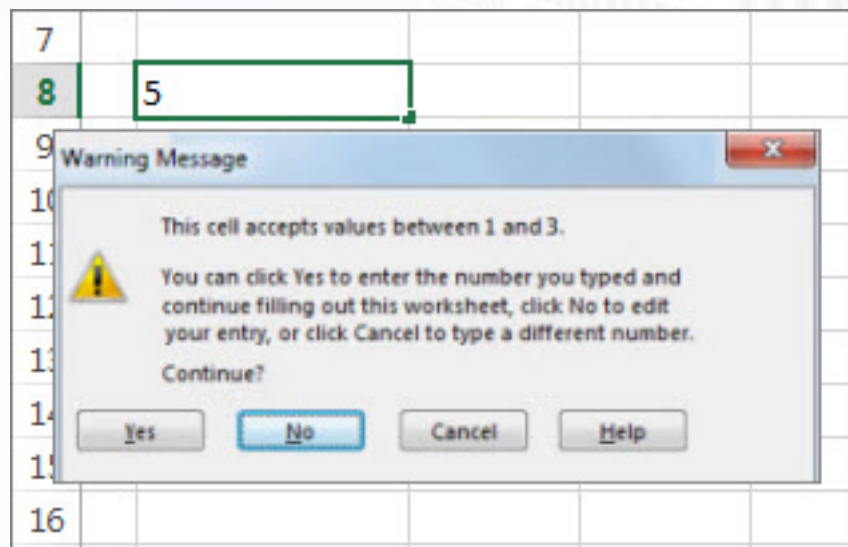 7
8 5
9
Warning Message
10
This cell accepts values between 1 and 3.
11
You can click Yes to enter the number you typed and
12
continue filling out this worksheet, click No to edit
your entry, or click Cancel to type a different number.
13
Continue?
14
Yes No Cancel Help
15
16